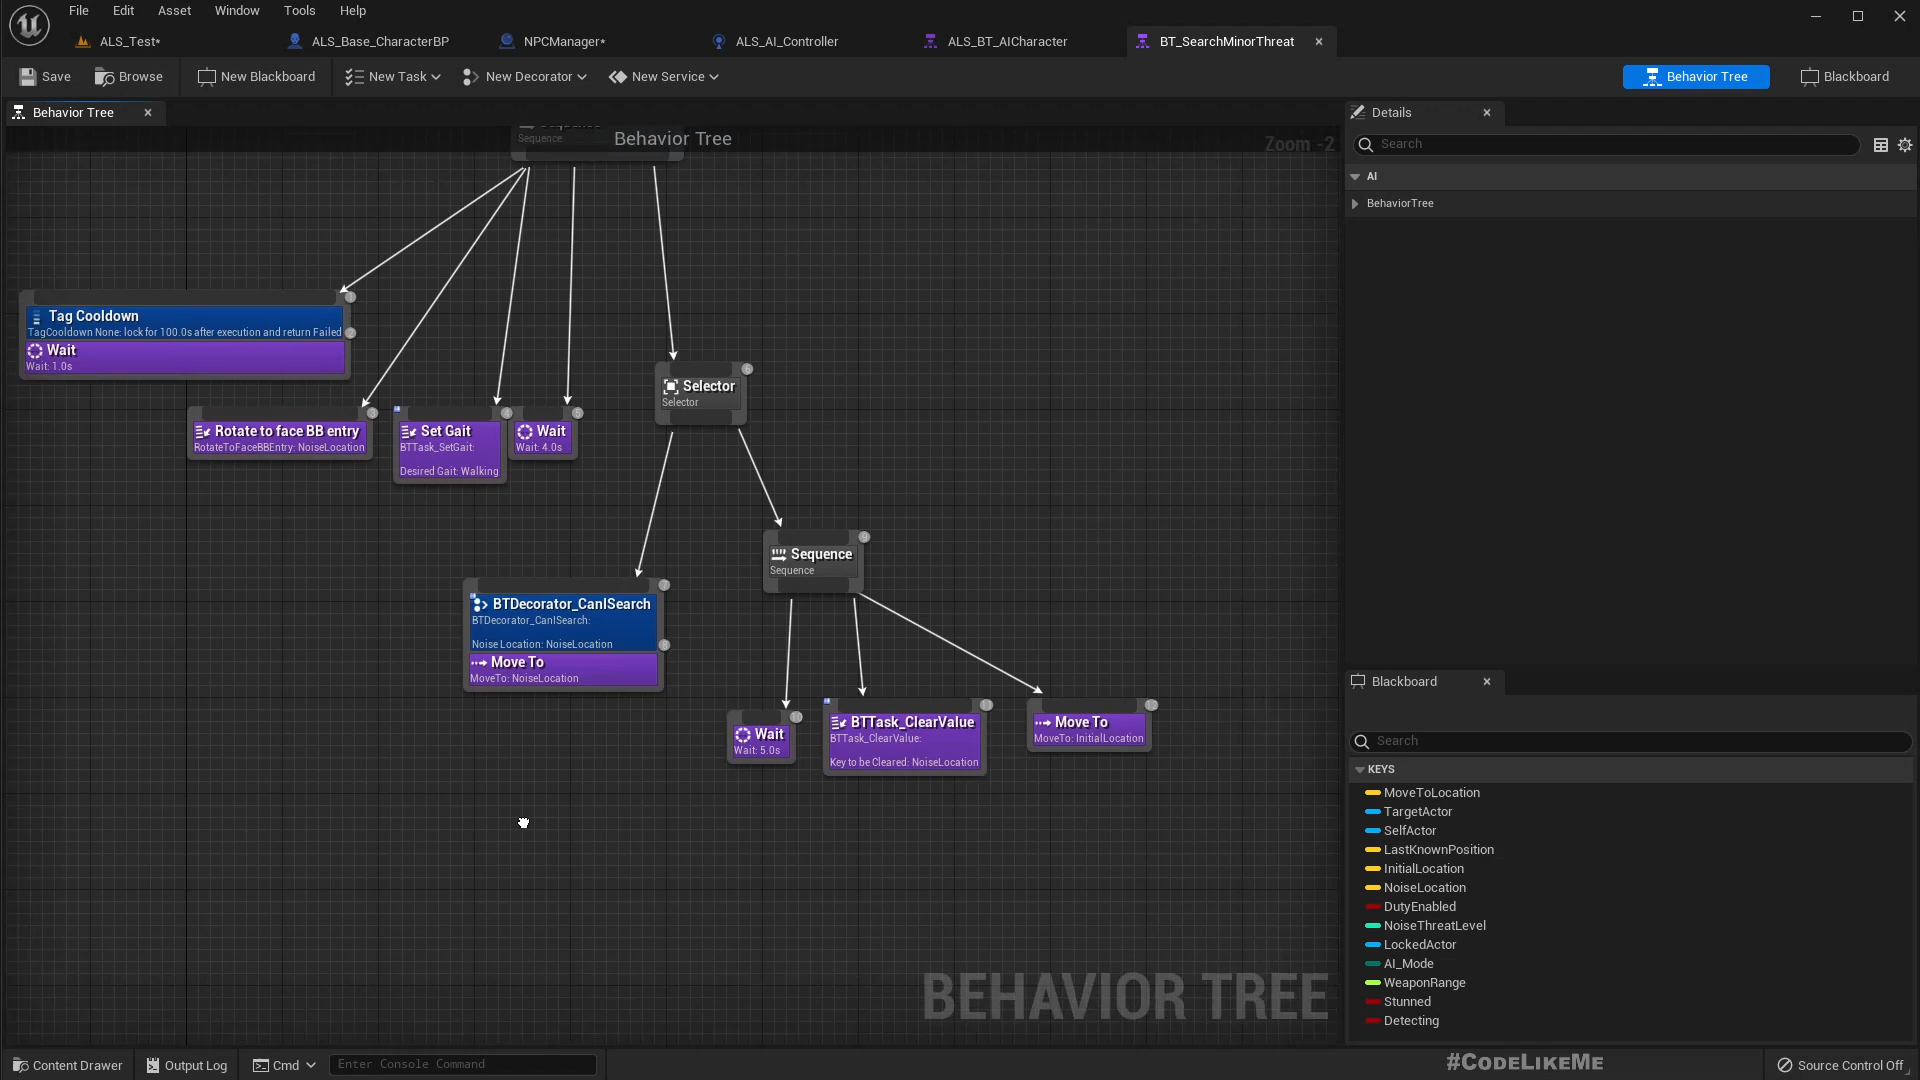 File Edit Asset Window Tools Help
ALS_Test* ALS_Base_CharacterBP NPCManager* ALS_AI_Controller ALS_BT_AICharacter BT_SearchMinorThreat
Save Browse New Blackboard New Task New Decorator New Service Behavior Tree Blackboard
Behavior Tree
Details
Sequence
Behavior Tree
Zoom -2
Search
AI
BehaviorTree
Tag Cooldown
TagCooldown None: lock for 100.0s after execution and return Failed
Wait
Wait: 1.0s
Selector
Selector
Rotate to face BB entry
RotateToFaceBBEntry: NoiseLocation
Set Gait
BTTask_SetGait:
Desired Gait: Walking
Wait
Wait: 4.0s
Sequence
Sequence
BTDecorator_CanISearch
BTDecorator_CanISearch:
Noise Location: NoiseLocation
Move To
MoveTo: NoiseLocation
Wait
Wait: 5.0s
BTTask_ClearValue
BTTask_ClearValue:
Key to be Cleared: NoiseLocation
Move To
MoveTo: InitialLocation
BEHAVIOR TREE
Blackboard
Search
KEYS
MoveToLocation
TargetActor
SelfActor
LastKnownPosition
InitialLocation
NoiseLocation
DutyEnabled
NoiseThreatLevel
LockedActor
AI_Mode
WeaponRange
Stunned
Detecting
Content Drawer Output Log Cmd Enter Console Command #CodeLikeMe Source Control Off